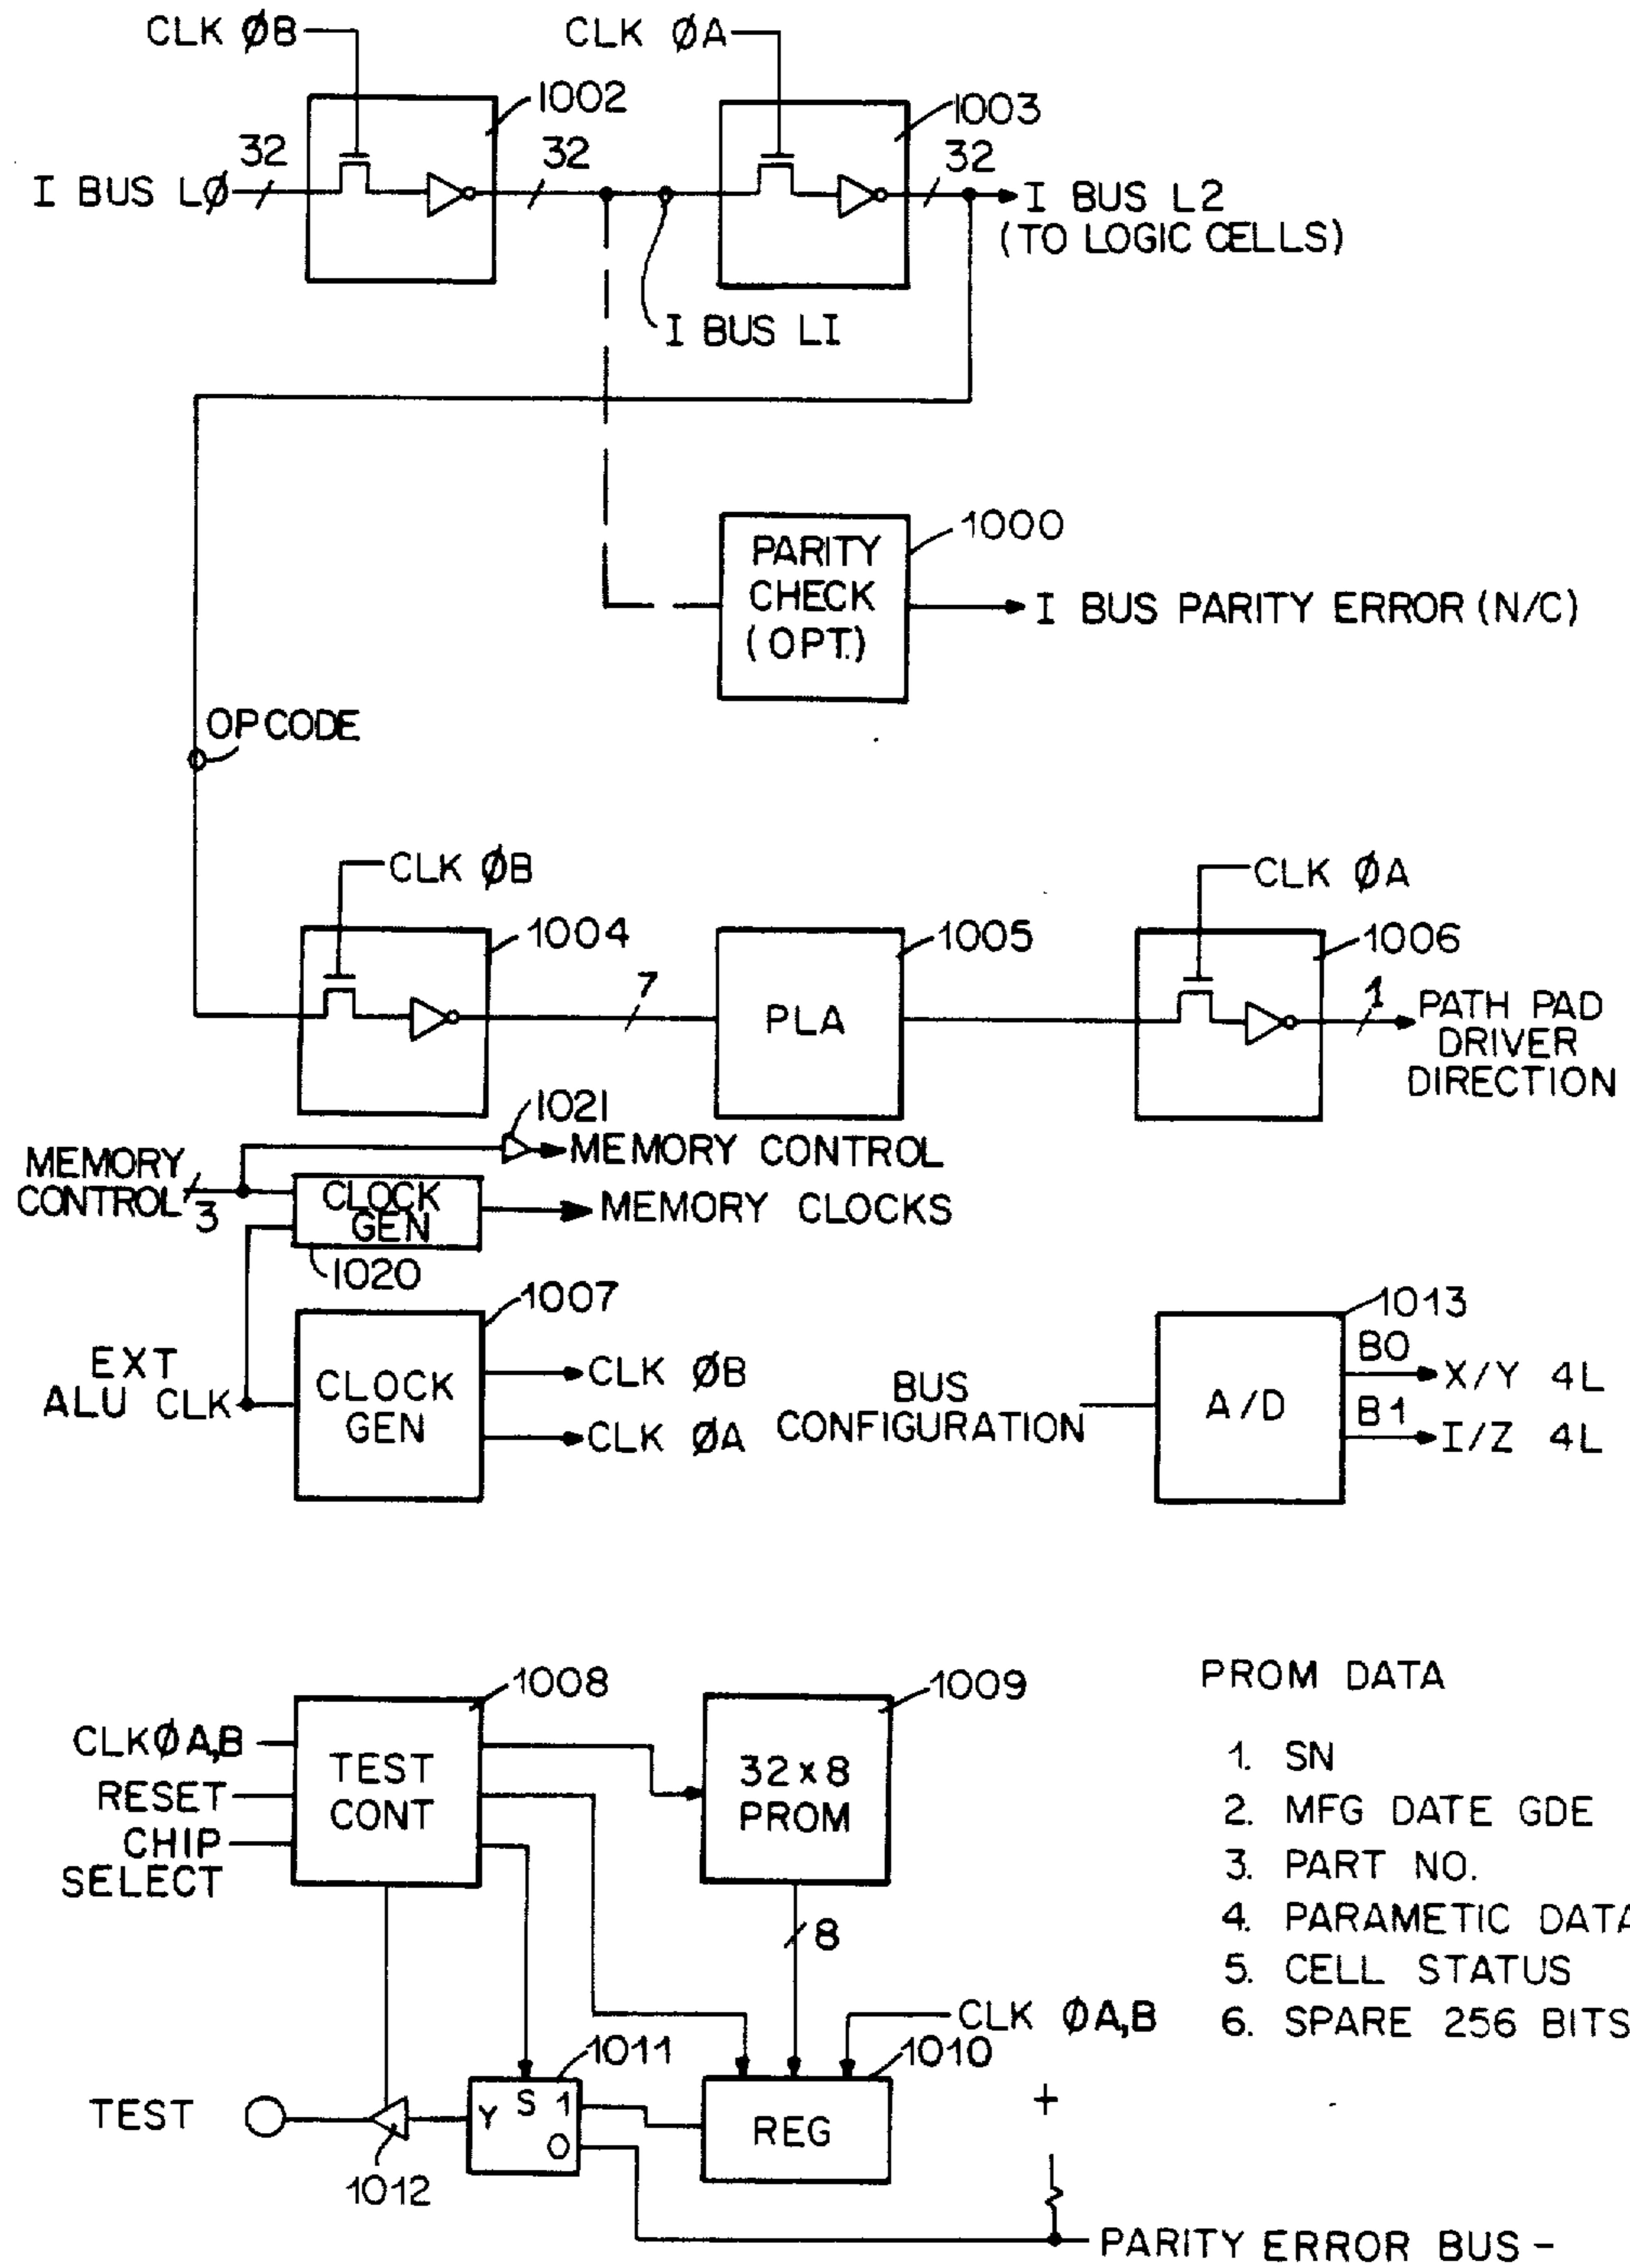 CLK ØB
CLK ØA
1002
1003
I BUS LØ
32
32
32
I BUS L2
(TO LOGIC CELLS)
I BUS LI
1000
PARITY
CHECK
(OPT.)
I BUS PARITY ERROR (N/C)
OPCODE
CLK ØB
CLK ØA
1004
1005
1006
7
PLA
1
PATH PAD
DRIVER
DIRECTION
1021
MEMORY CONTROL
MEMORY
CONTROL
3
CLOCK
GEN
MEMORY CLOCKS
1020
1007
1013
EXT
ALU CLK
CLOCK
GEN
CLK ØB
CLK ØA
BUS
CONFIGURATION
A/D
B0
X/Y 4L
B1
I/Z 4L
1008
1009
PROM DATA
CLKØA,B
RESET
CHIP
SELECT
TEST
CONT
32x8
PROM
1. SN
2. MFG DATE GDE
3. PART NO.
4. PARAMETIC DATA
5. CELL STATUS
6. SPARE 256 BITS
8
CLK ØA,B
1011
1010
TEST
Y S 1
O
REG
+
1012
PARITY ERROR BUS -